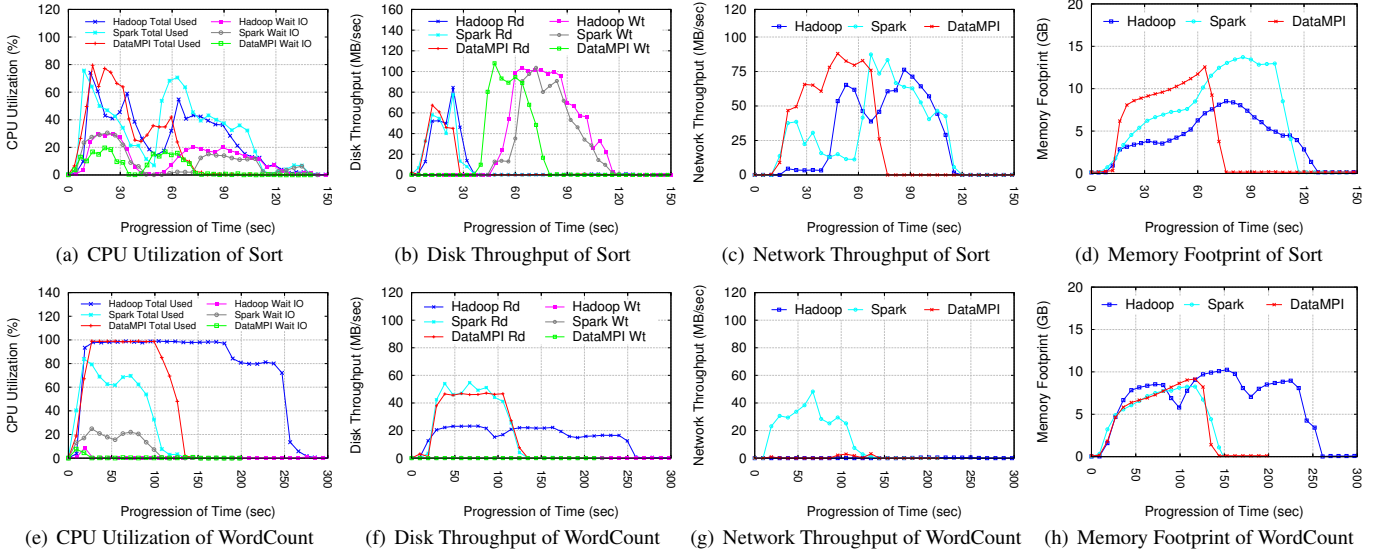 CPU Utilization (%)
140
120
100
80
60
40
20
0
Hadoop Total Used
Spark Total Used
DataMPI Total Used
Hadoop Wait IO
Spark Wait IO
DataMPI Wait IO
0
30
60
90
120
150
Progression of Time (sec)
(a) CPU Utilization of Sort
Disk Throughput (MB/sec)
160
140
120
100
80
60
40
20
0
Hadoop Rd
Spark Rd
DataMPI Rd
Hadoop Wt
Spark Wt
DataMPI Wt
0
30
60
90
120
150
Progression of Time (sec)
(b) Disk Throughput of Sort
Network Throughput (MB/sec)
120
100
75
50
25
0
Hadoop
Spark
DataMPI
0
30
60
90
120
150
Progression of Time (sec)
(c) Network Throughput of Sort
Memory Footprint (GB)
20
15
10
5
0
Hadoop
Spark
DataMPI
0
30
60
90
120
150
Progression of Time (sec)
(d) Memory Footprint of Sort
CPU Utilization (%)
140
120
100
80
60
40
20
0
Hadoop Total Used
Spark Total Used
DataMPI Total Used
Hadoop Wait IO
Spark Wait IO
DataMPI Wait IO
0
50
100
150
200
250
300
Progression of Time (sec)
(e) CPU Utilization of WordCount
Disk Throughput (MB/sec)
120
100
80
60
40
20
0
Hadoop Rd
Spark Rd
DataMPI Rd
Hadoop Wt
Spark Wt
DataMPI Wt
0
50
100
150
200
250
300
Progression of Time (sec)
(f) Disk Throughput of WordCount
Network Throughput (MB/sec)
120
100
80
60
40
20
0
Hadoop
Spark
DataMPI
0
50
100
150
200
250
300
Progression of Time (sec)
(g) Network Throughput of WordCount
Memory Footprint (GB)
20
15
10
5
0
Hadoop
Spark
DataMPI
0
50
100
150
200
250
300
Progression of Time (sec)
(h) Memory Footprint of WordCount